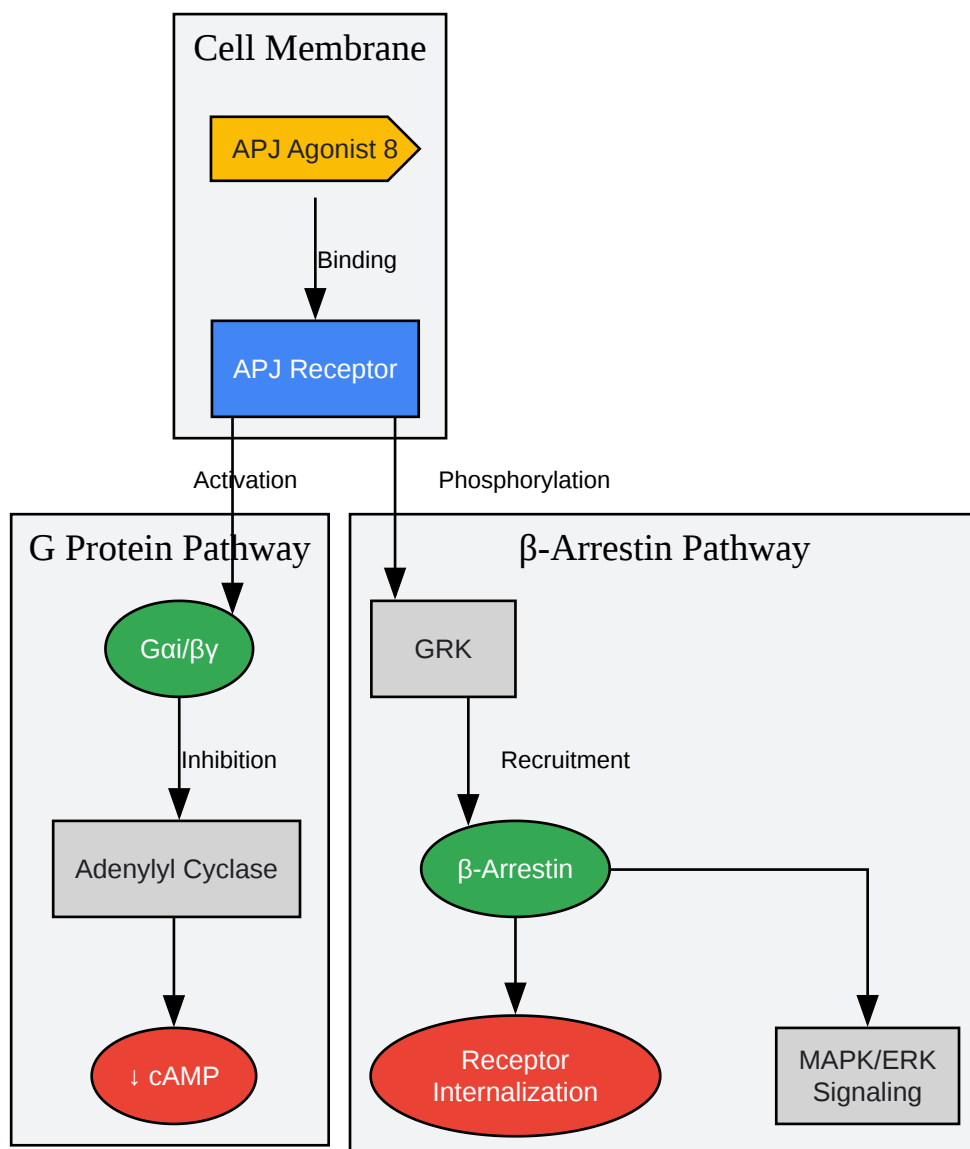 Cell Membrane
APJ Agonist 8
Binding
APJ Receptor
Activation
Phosphorylation
G Protein Pathway
β-Arrestin Pathway
Gαi/βγ
GRK
Inhibition
Recruitment
Adenylyl Cyclase
β-Arrestin
↓ cAMP
Receptor
Internalization
MAPK/ERK
Signaling